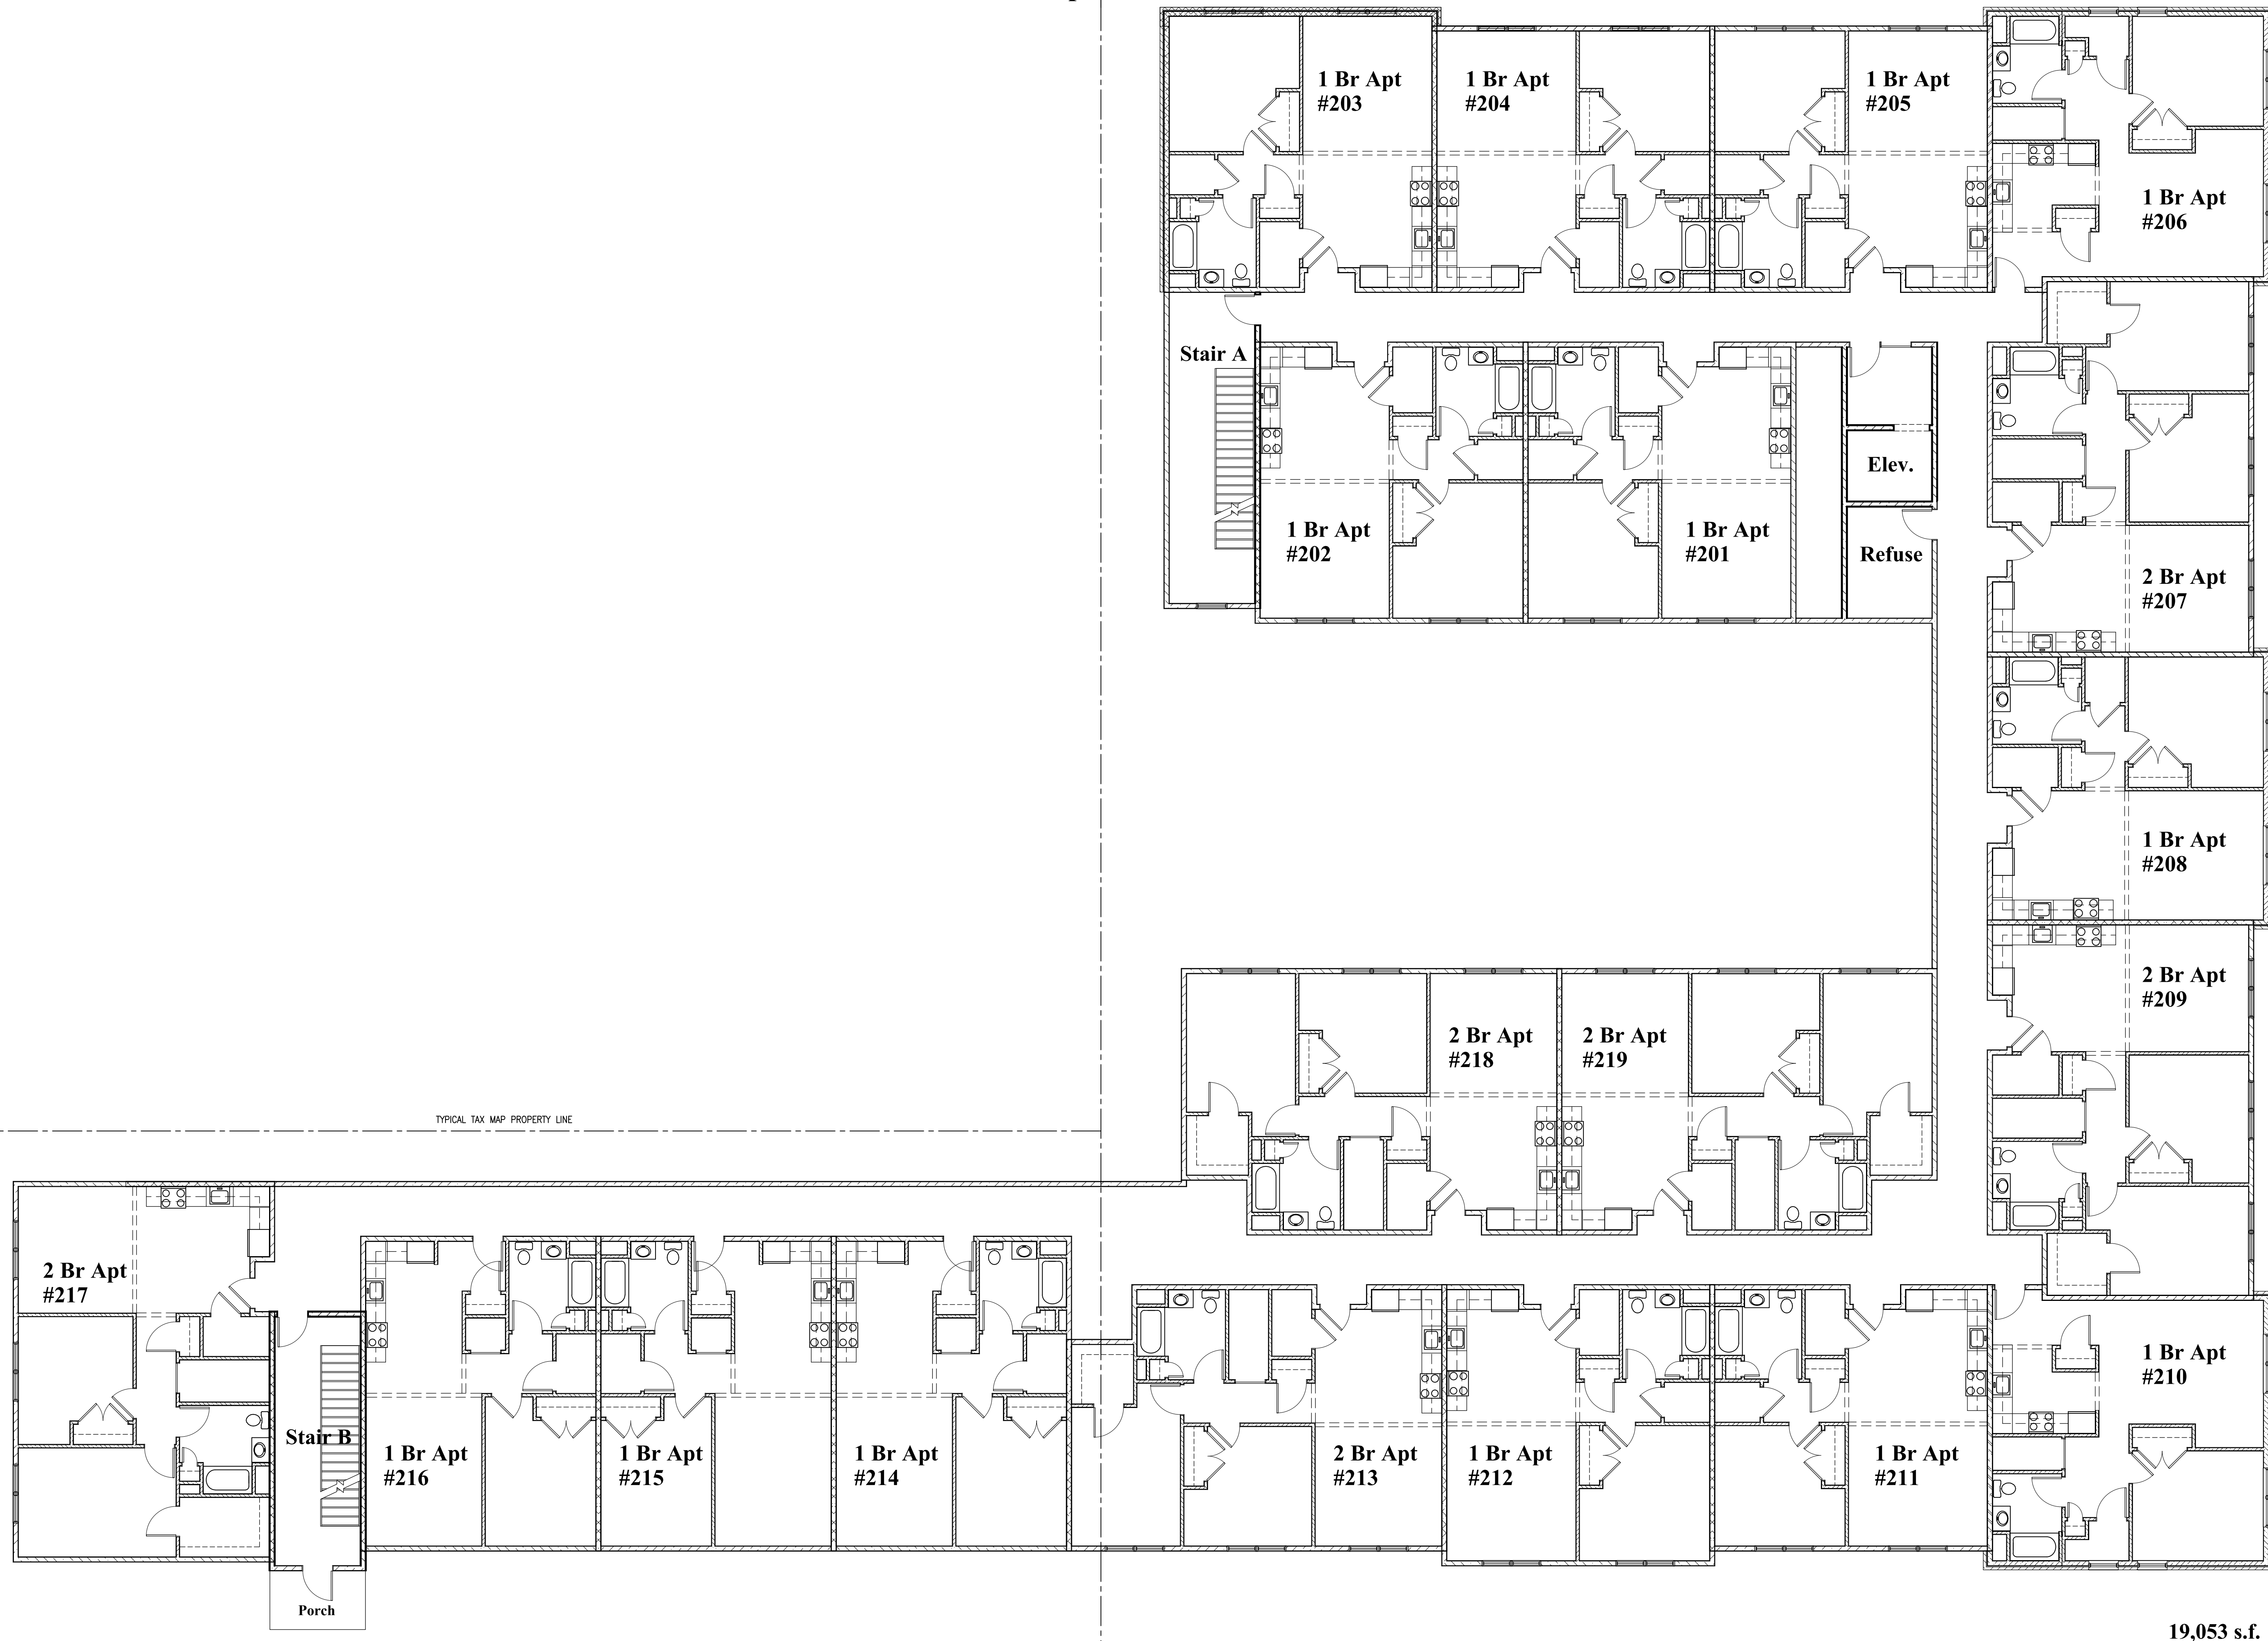 1 Br Apt
#203
1 Br Apt
#204
1 Br Apt
#205
1 Br Apt
#206
Stair A
Elev.
1 Br Apt
#202
1 Br Apt
#201
Refuse
2 Br Apt
#207
1 Br Apt
#208
2 Br Apt
#209
2 Br Apt
#218
2 Br Apt
#219
TYPICAL TAX MAP PROPERTY LINE
2 Br Apt
#217
1 Br Apt
#210
Stair B
1 Br Apt
#216
1 Br Apt
#215
1 Br Apt
#214
2 Br Apt
#213
1 Br Apt
#212
1 Br Apt
#211
Porch
19,053 s.f.